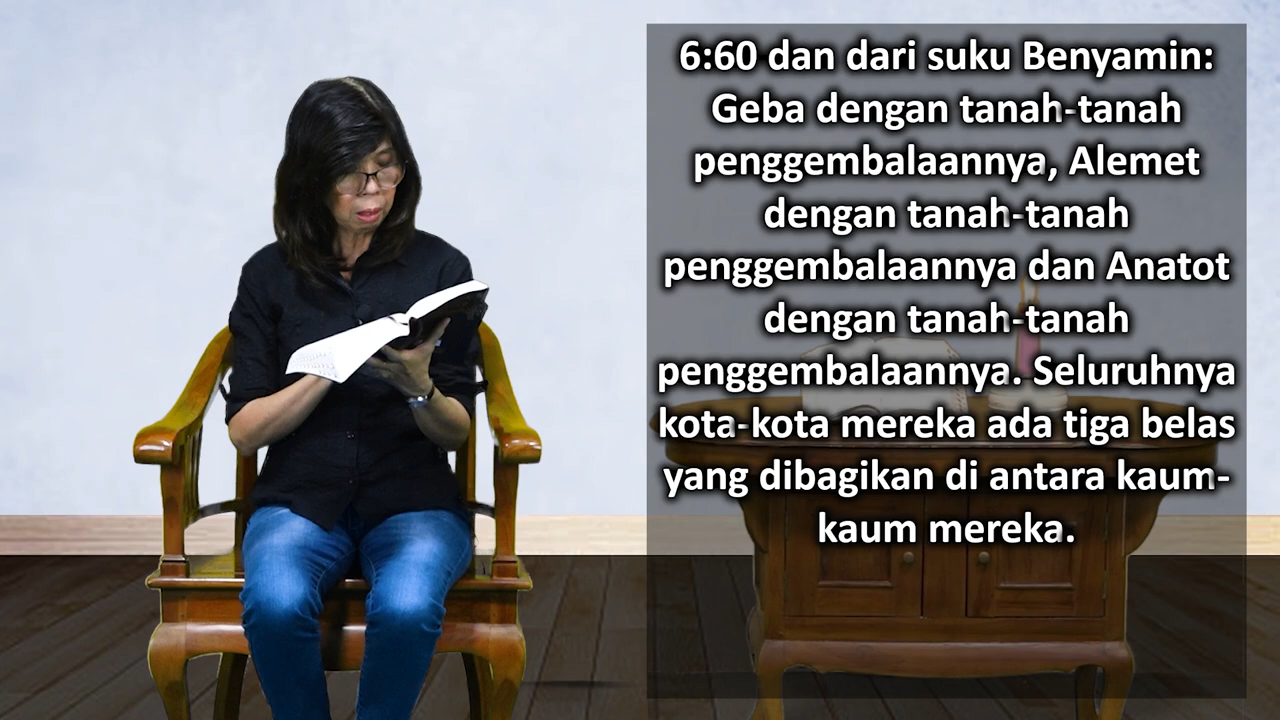 6:60 dan dari suku Benyamin:
Geba dengan tanah-tanah
penggembalaannya, Alemet
dengan tanah-tanah
penggembalaannya dan Anatot
dengan tanah-tanah
penggembalaannya. Seluruhnya
kota-kota mereka ada tiga belas
yang dibagikan di antara kaum-
kaum mereka.